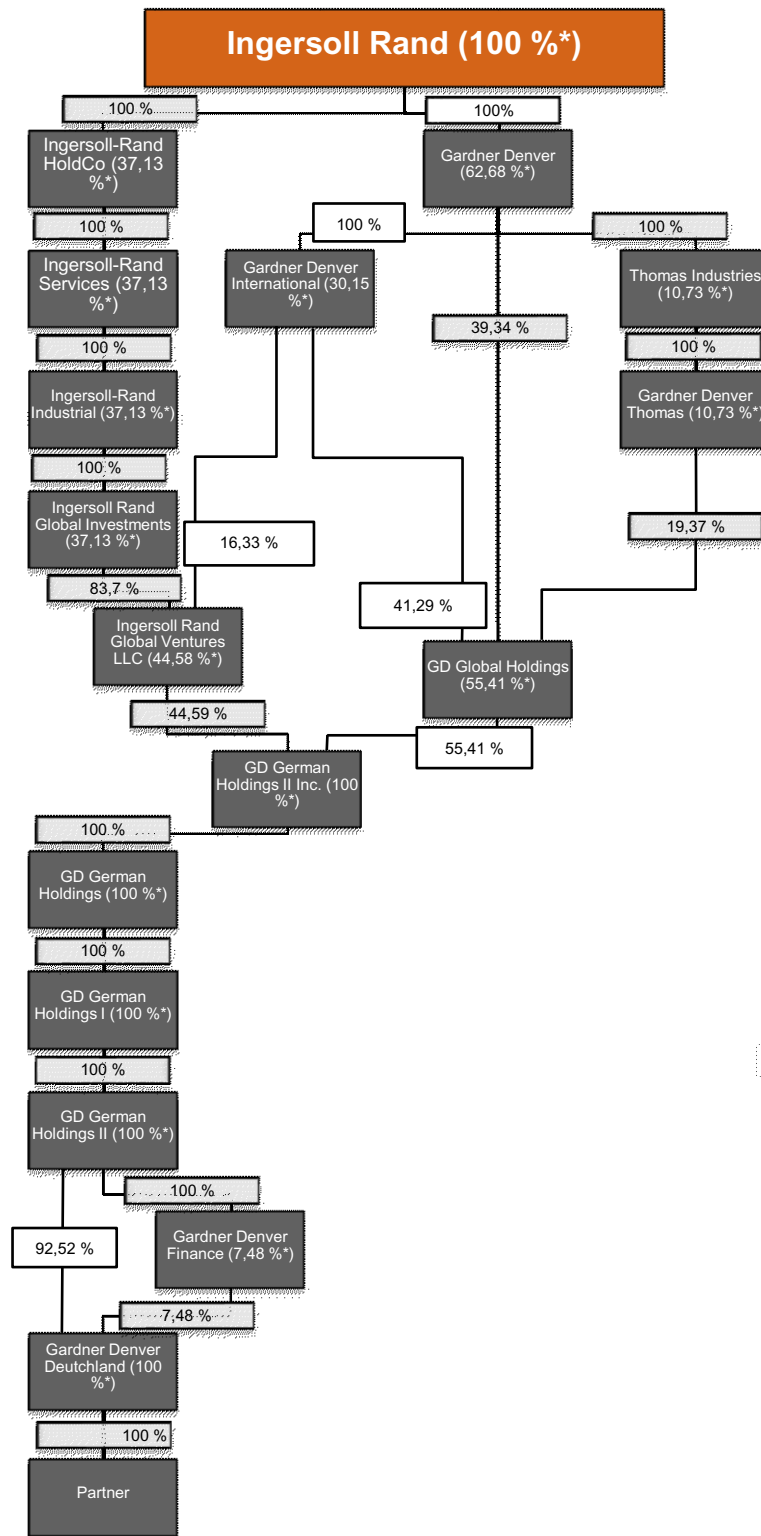 Ingersoll Rand (100 %*)
100 %
100%
Ingersoll-Rand
HoldCo (37,13
%*)
Gardner Denver
(62,68 %*)
100 %
100 %
100 %
Ingersoll-Rand
Services (37,13
%*)
Gardner Denver
International (30,15
%*)
Thomas Industries
(10,73 %*)
39,34 %
100 %
100 %
Ingersoll-Rand
Industrial (37,13 %*)
Gardner Denver
Thomas (10,73 %*)
100 %
Ingersoll Rand
Global Investments
(37,13 %*)
16,33 %
19,37 %
83,7 %
41,29 %
Ingersoll Rand
Global Ventures
LLC (44,58 %*)
GD Global Holdings
(55,41 %*)
44,59 %
55,41 %
GD German
Holdings II Inc. (100
%*)
100 %
GD German
Holdings (100 %*)
100 %
GD German
Holdings I (100 %*)
100 %
GD German
Holdings II (100 %*)
100 %
92,52 %
Gardner Denver
Finance (7,48 %*)
7,48 %
Gardner Denver
Deutchland (100
%*)
100 %
Partner